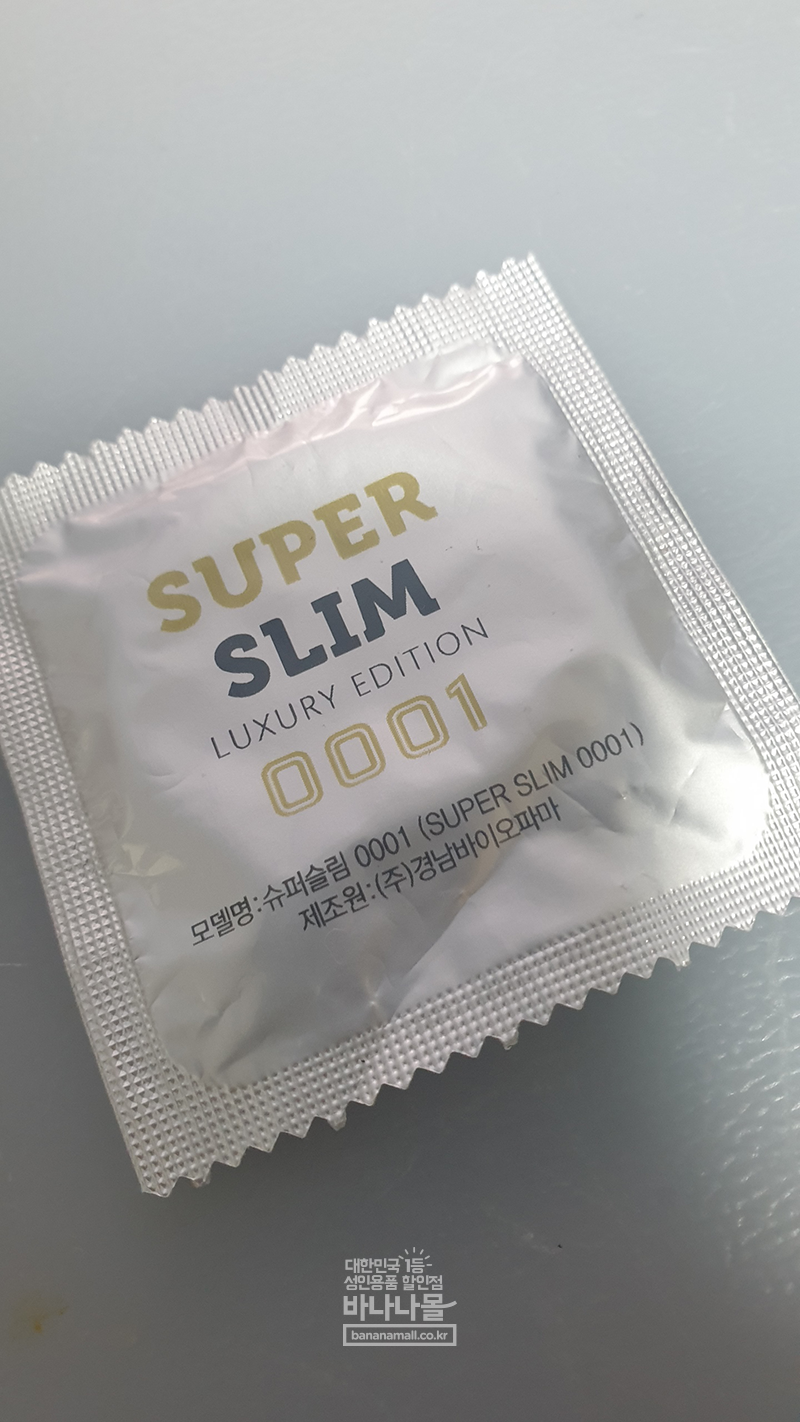 SUPER
SLIM
LUXURY EDITION
0001
모델명:슈퍼슬림 0001 (SUPER SLIM 0001)
제조원:(주)경남바이오파마
대한민국 1등
성인용품 할인점
바나나몰
bananamall.co.kr